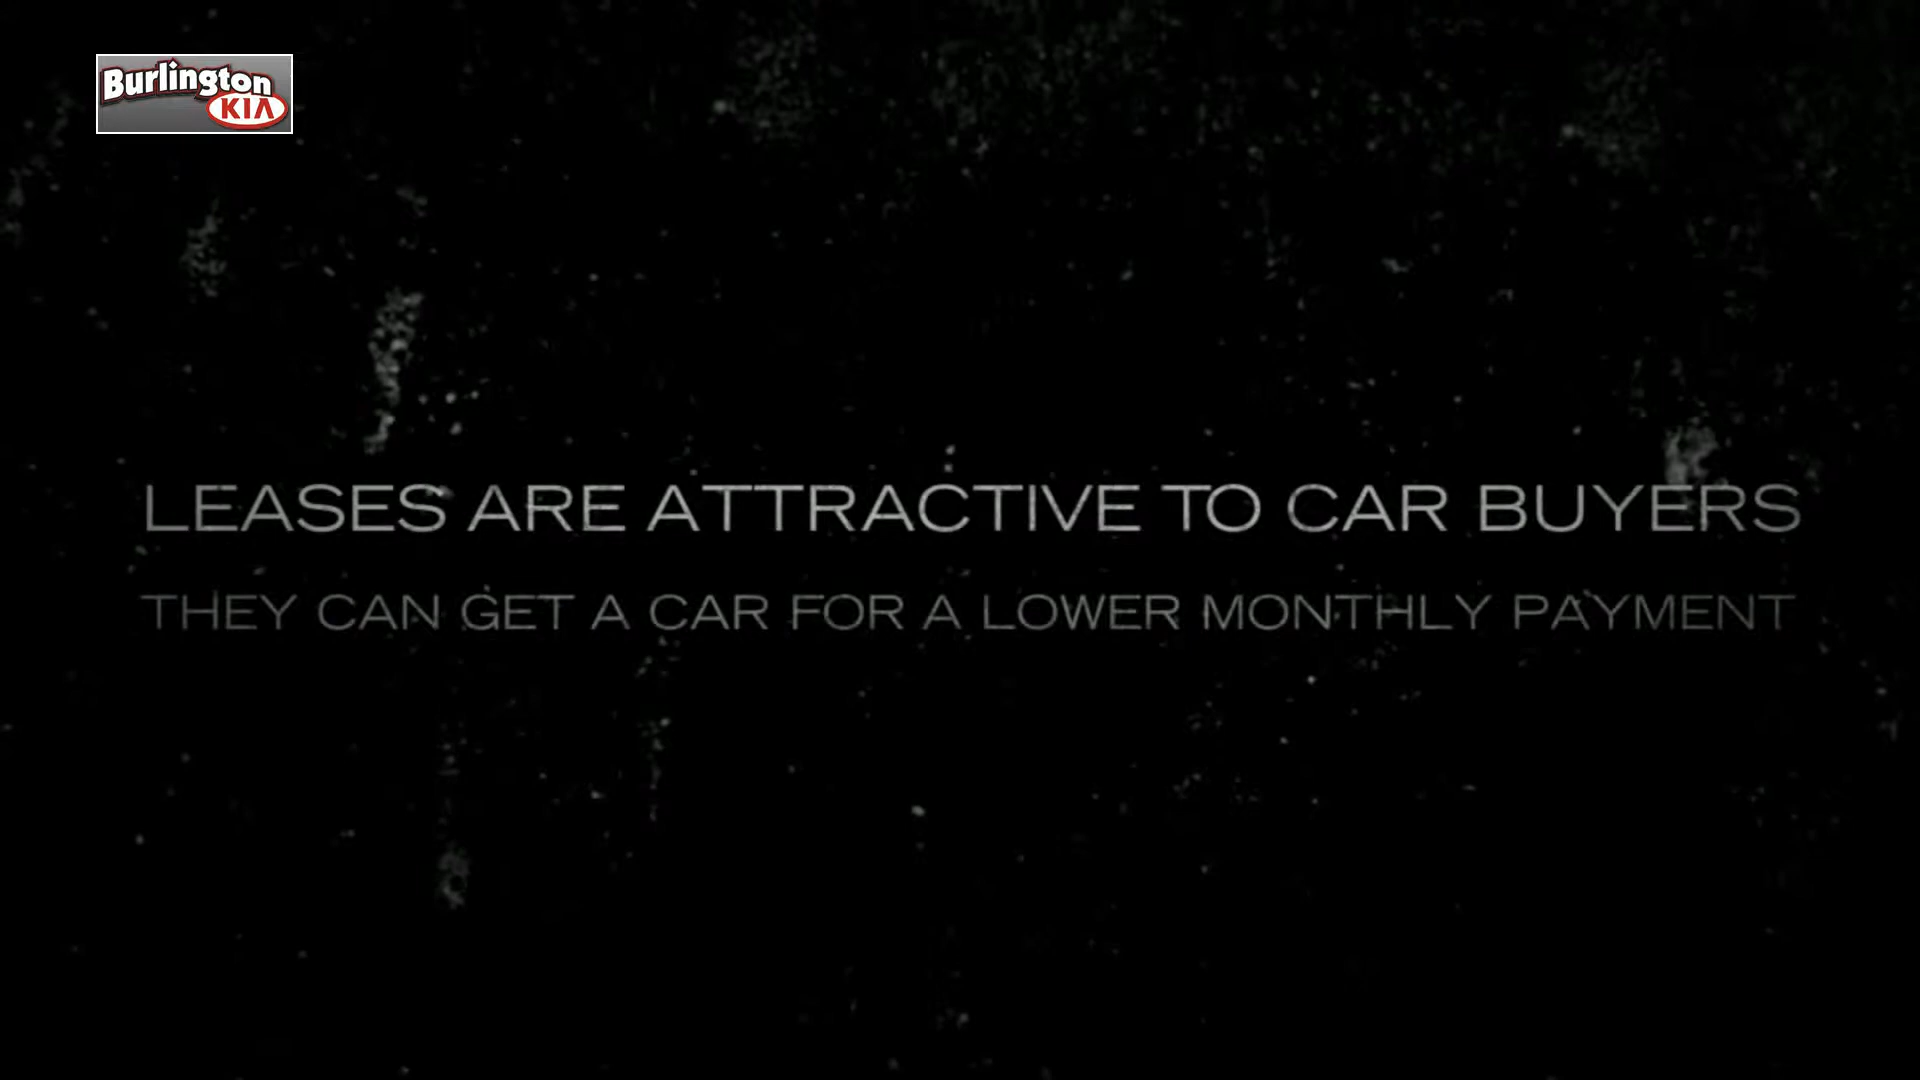 Burlington
KIA
LEASES ARE ATTRACTIVE TO CAR BUYERS
THEY CAN GET A CAR FOR A LOWER MONTHLY PAYMENT